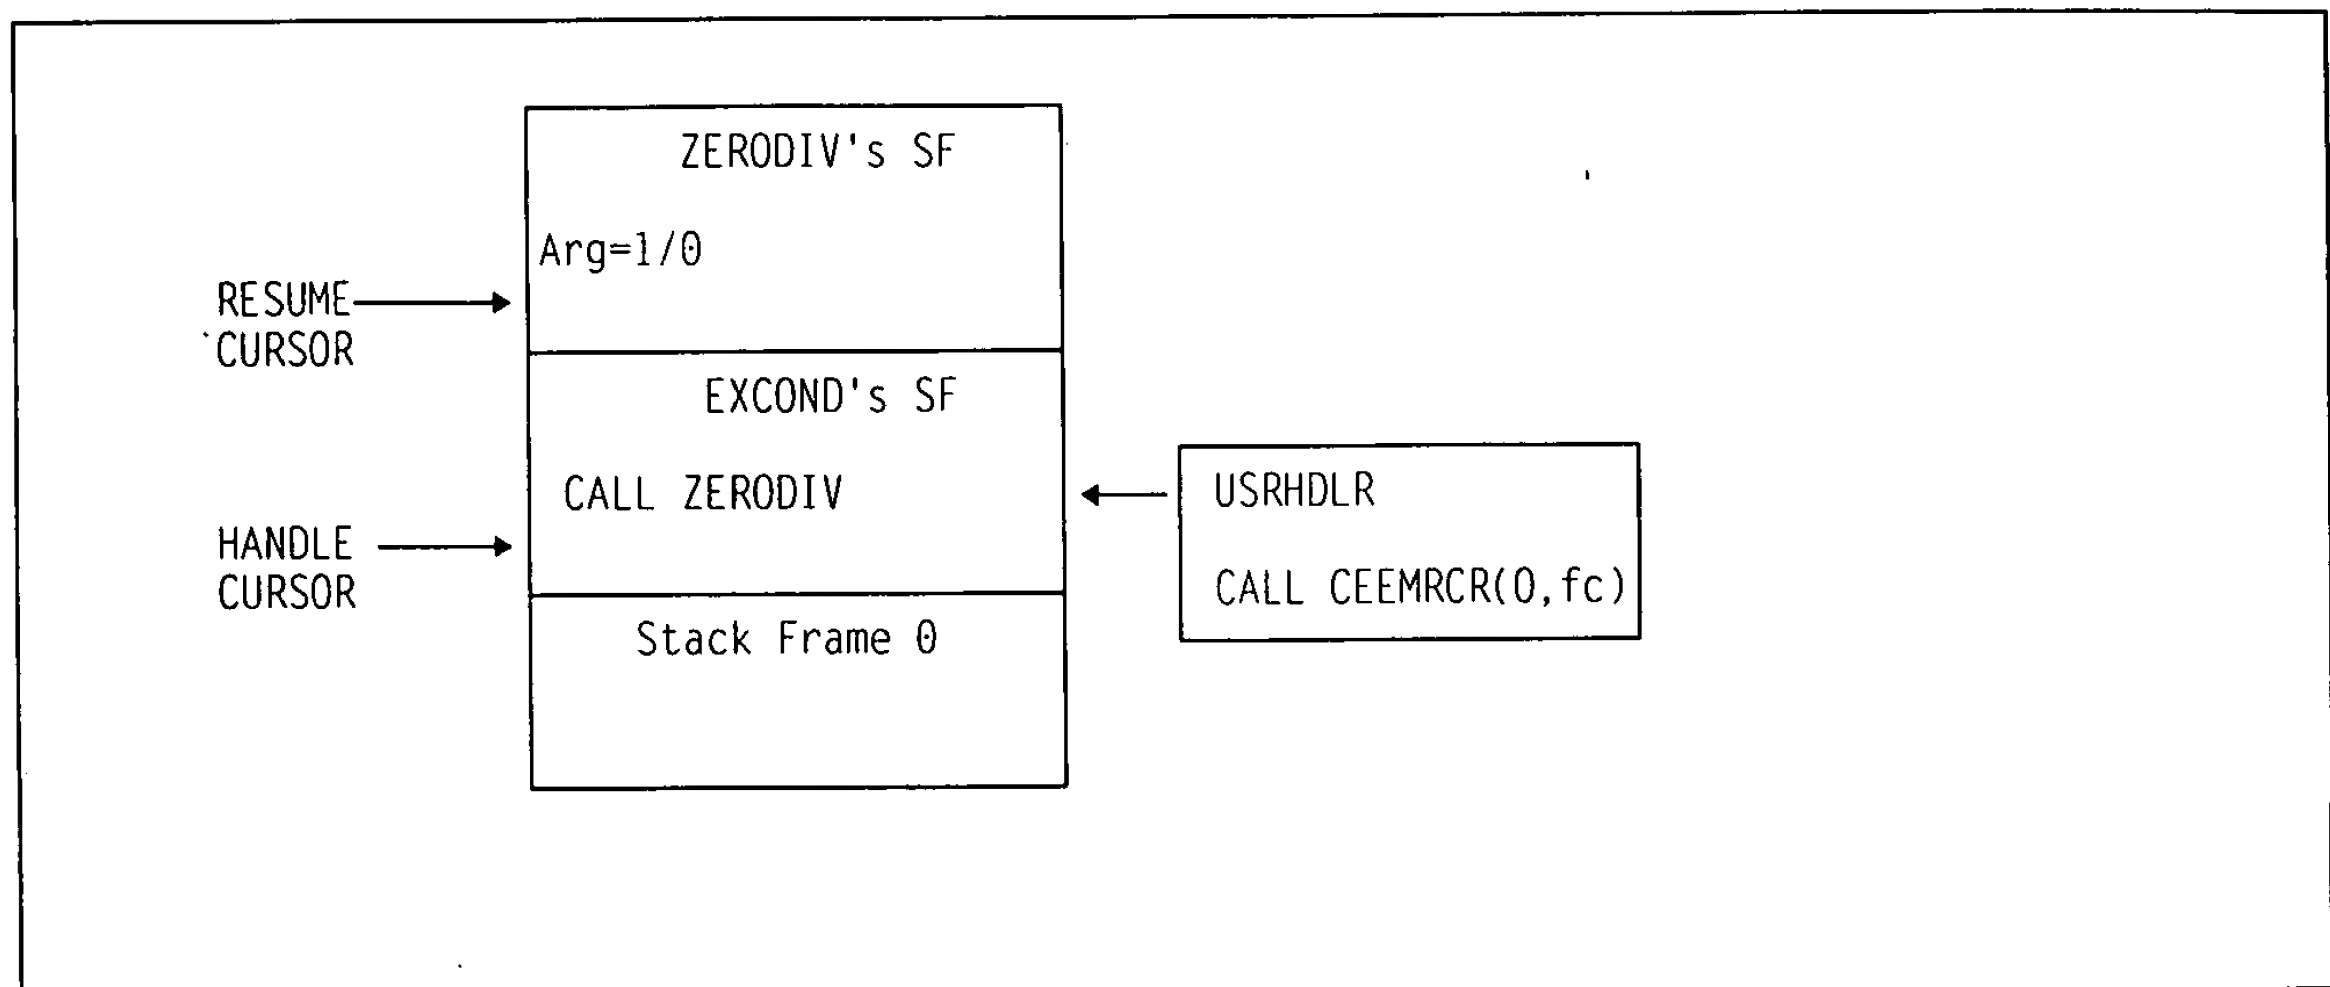 ZERODIV's SF
Arg=1/0
RESUME
CURSOR
EXCOND's SF
CALL ZERODIV
HANDLE
CURSOR
USRHDLR
CALL CEEMRCR(0,fc)
Stack Frame 0